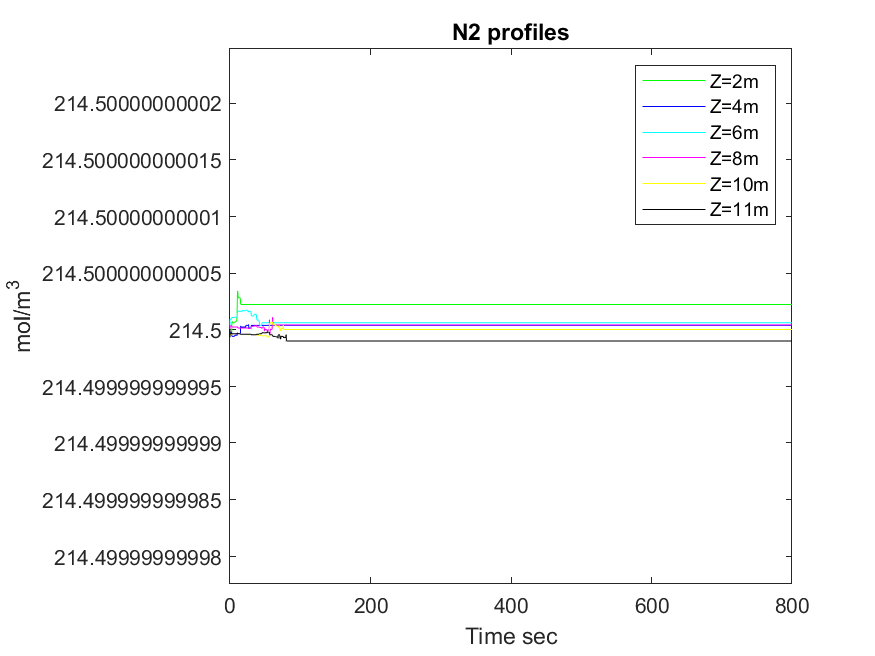 N2 profiles
mol/m3
214.50000000002
214.500000000015
214.50000000001
214.500000000005
214.5
214.499999999995
214.49999999999
214.499999999985
214.49999999998
Z=2m
Z=4m
Z=6m
Z=8m
Z=10m
Z=11m
0 200 400 600 800
Time sec